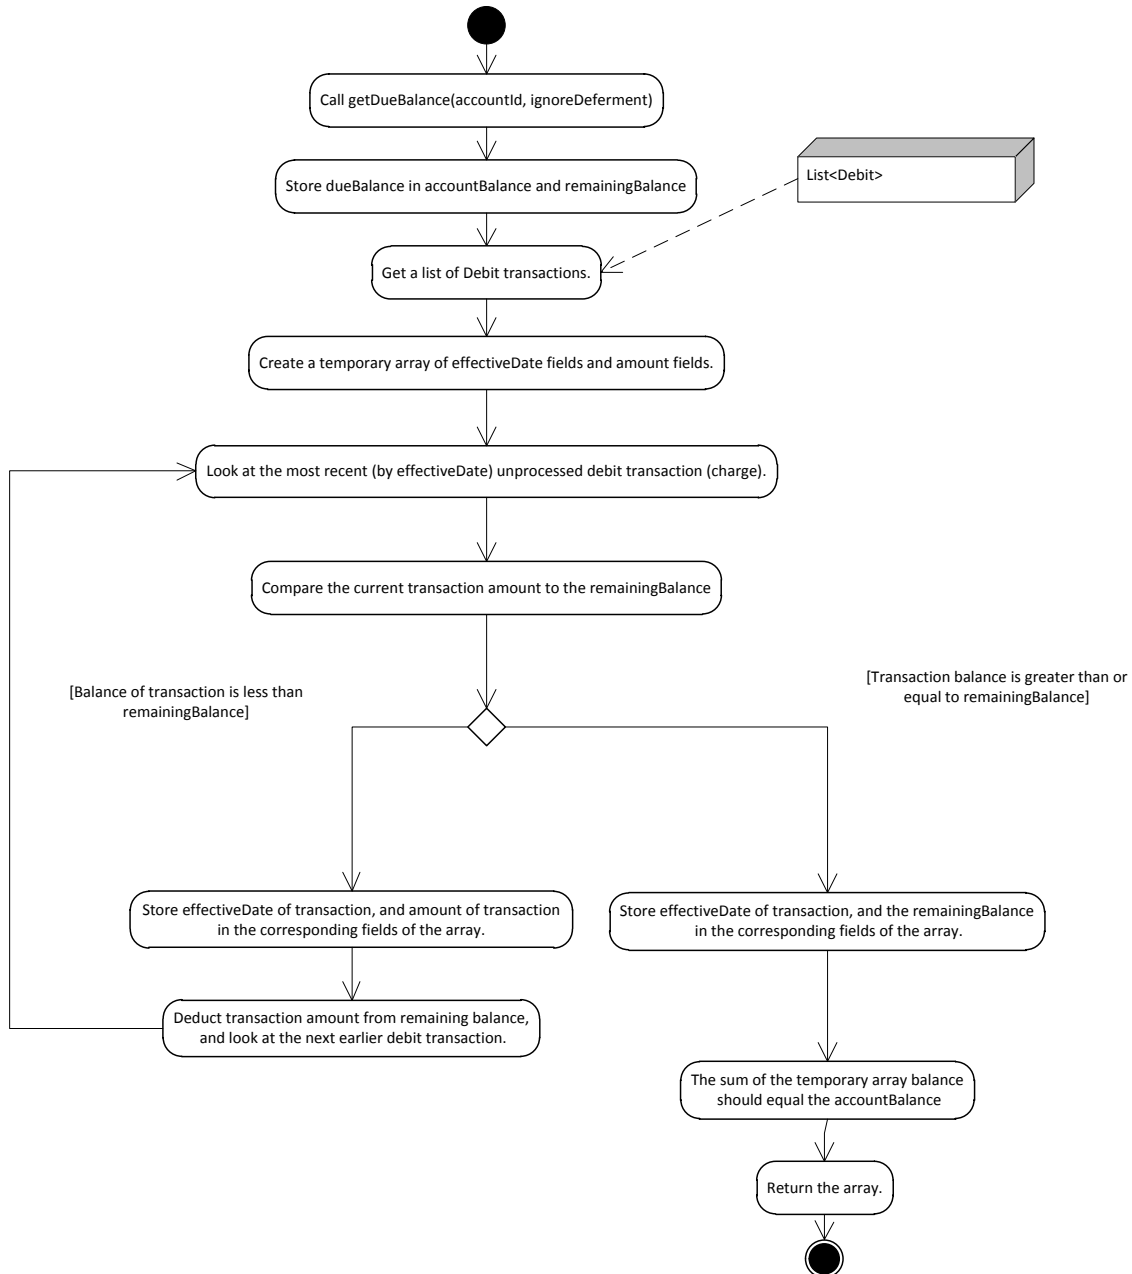 Call getDueBalance(accountId, ignoreDeferment)
Store dueBalance in accountBalance and remainingBalance
List<Debit>
Get a list of Debit transactions.
Create a temporary array of effectiveDate fields and amount fields.
Look at the most recent (by effectiveDate) unprocessed debit transaction (charge).
Compare the current transaction amount to the remainingBalance
[Balance of transaction is less than
remainingBalance]
[Transaction balance is greater than or
equal to remainingBalance]
Store effectiveDate of transaction, and amount of transaction
in the corresponding fields of the array.
Store effectiveDate of transaction, and the remainingBalance
in the corresponding fields of the array.
Deduct transaction amount from remaining balance,
and look at the next earlier debit transaction.
The sum of the temporary array balance
should equal the accountBalance
Return the array.